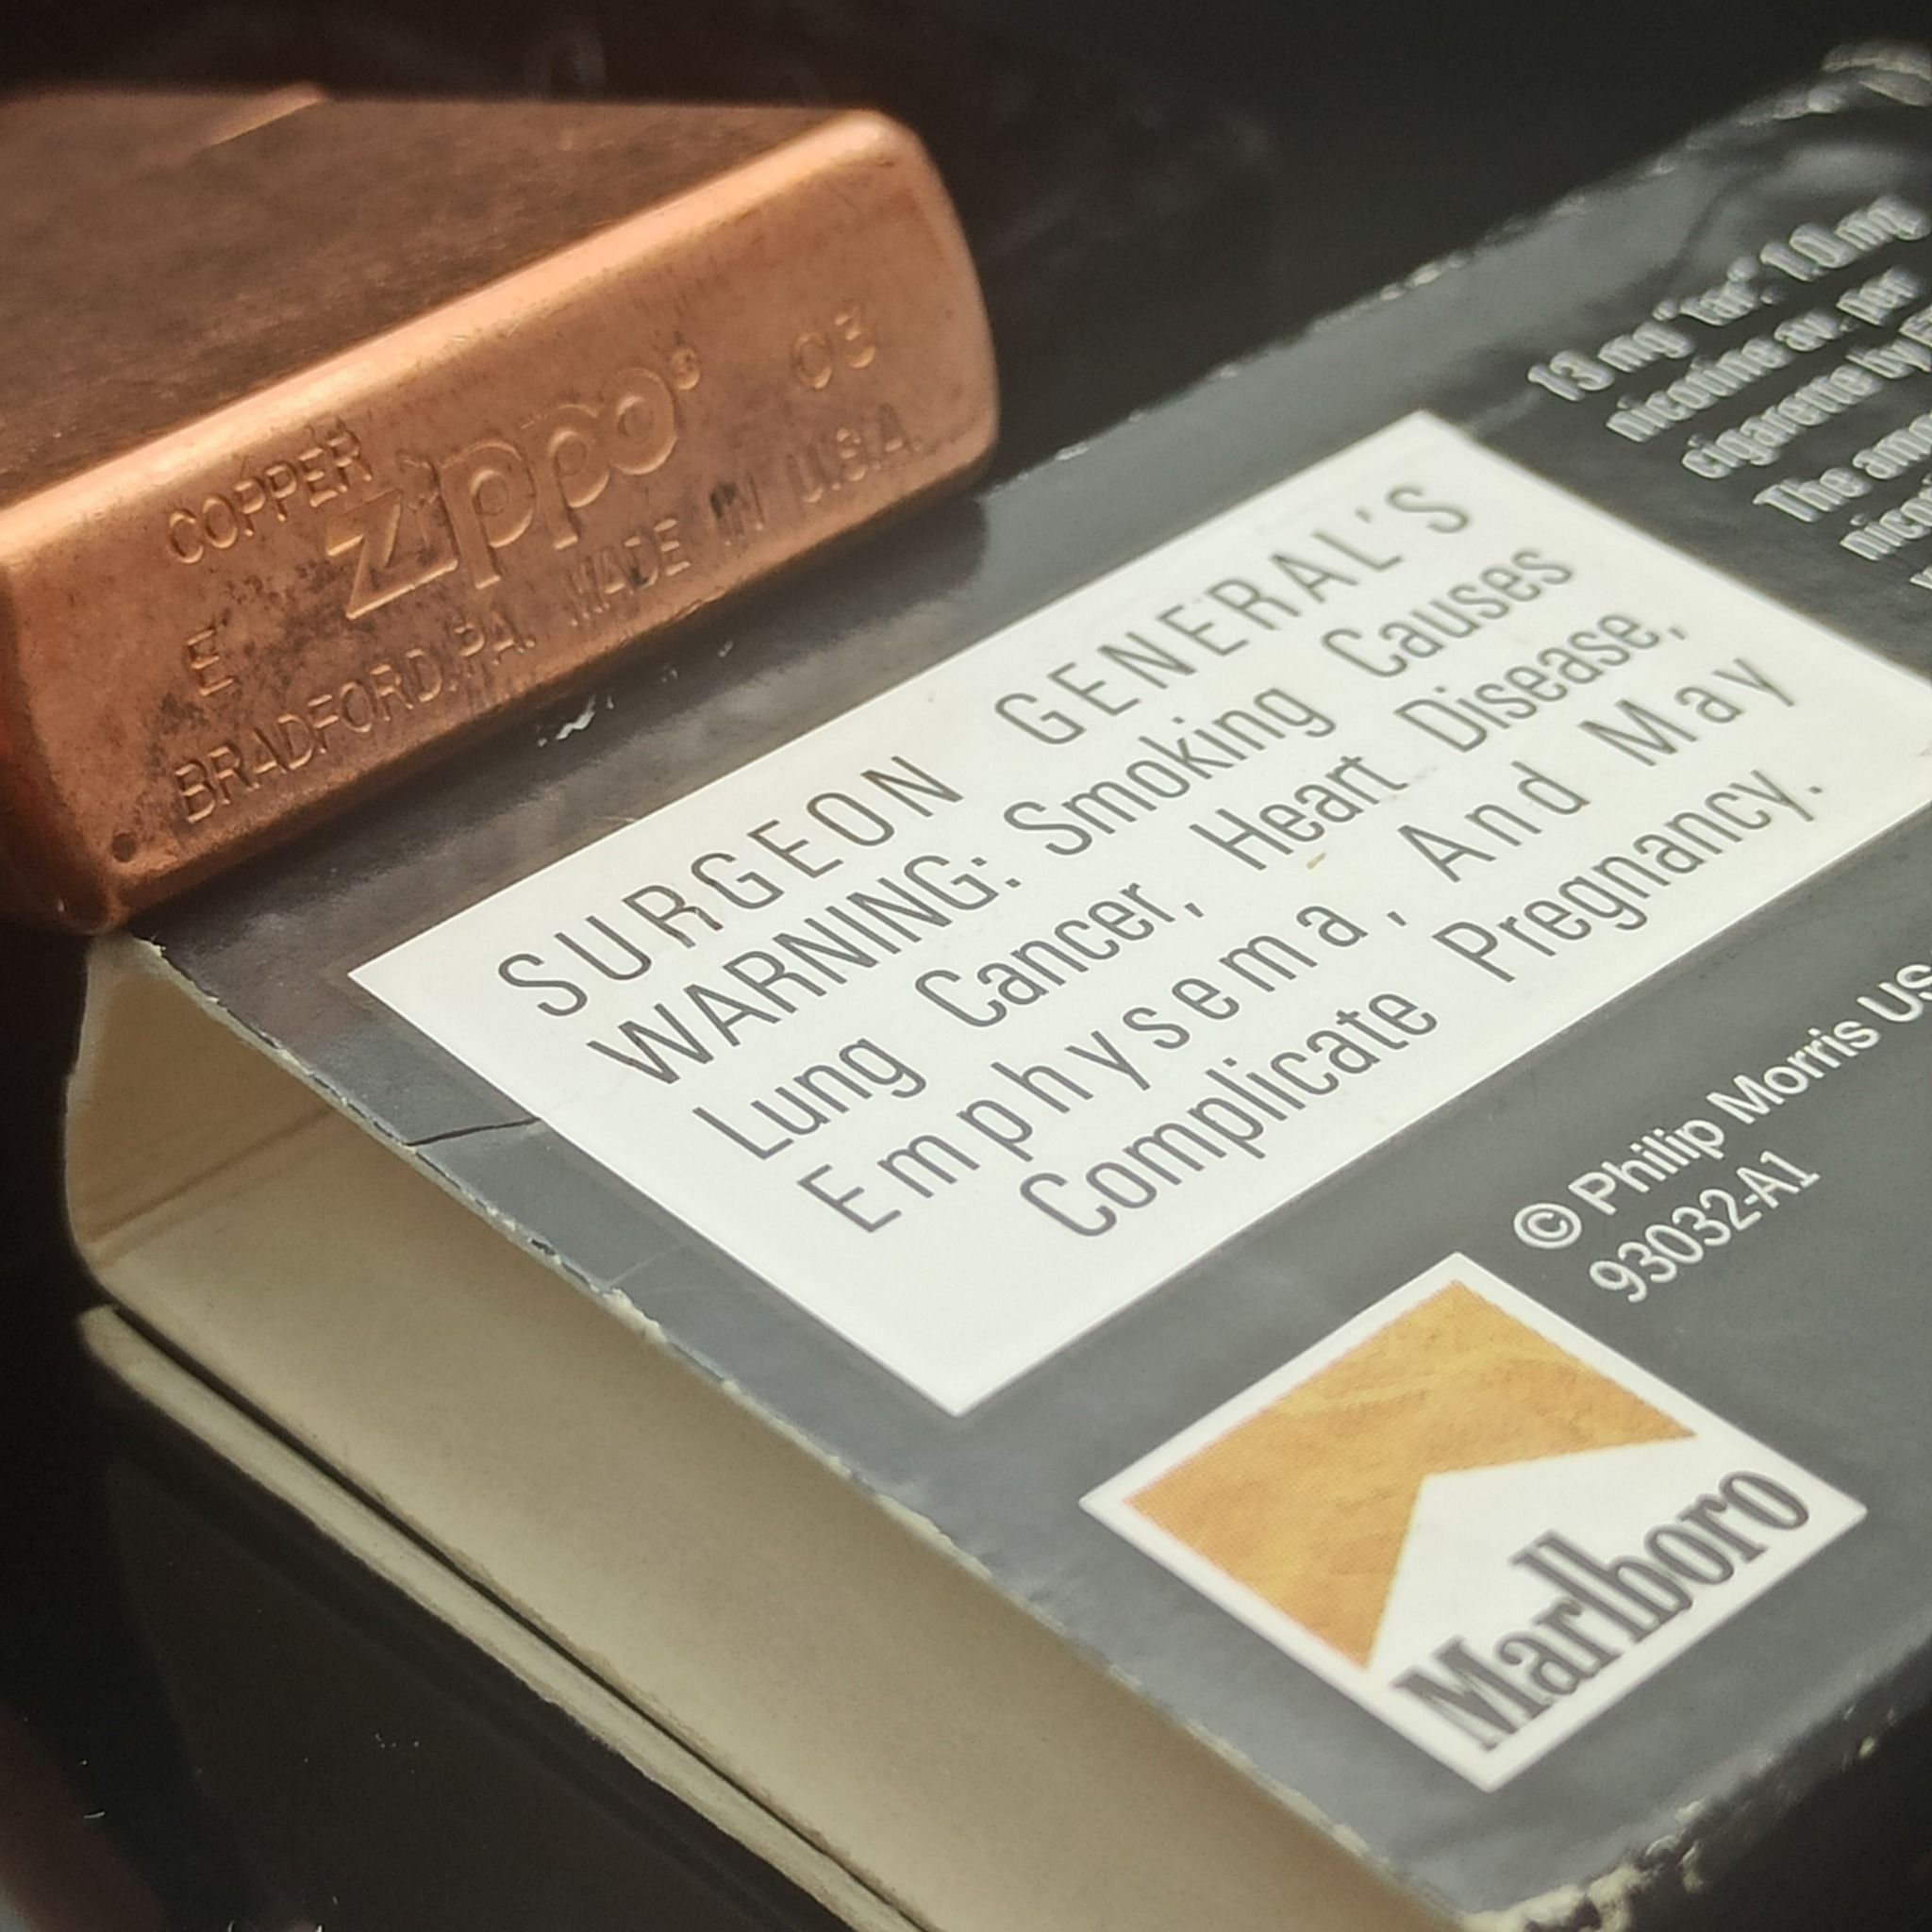 COPPER
E zippo® 03
BRADFORD.PA. MADE IN U.S.A.
SURGEON GENERAL'S
WARNING: Smoking Causes
Lung Cancer, Heart Disease,
Emphysema, And May
Complicate Pregnancy.
13 mg "tar," 1.0 mg
nicotine av. per
cigarette by
The
© Philip Morris
93032-A1
Marlboro